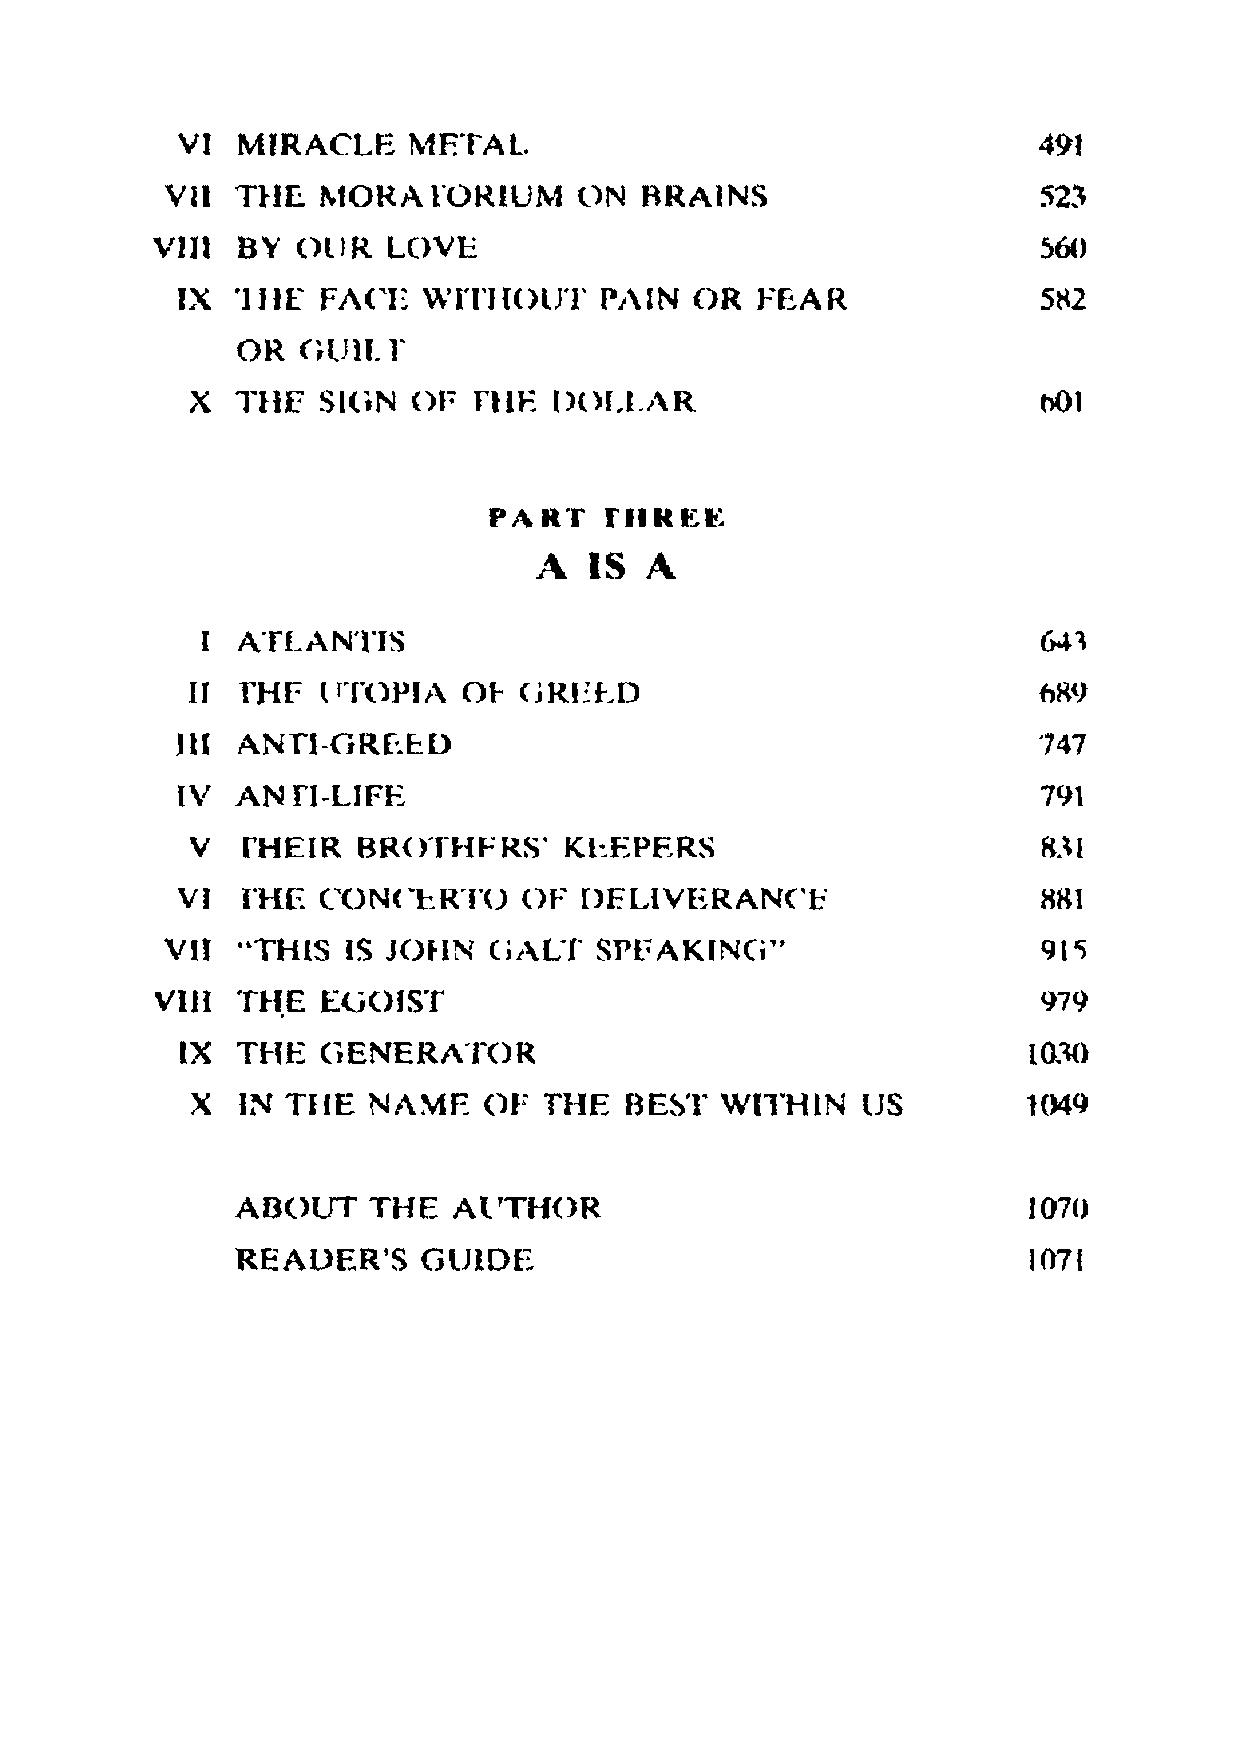 VI MIRACLE METAL 491
VII THE MORATORIUM ON BRAINS 523
VIII BY OUR LOVE 560
IX THE FACE WITHOUT PAIN OR FEAR 582
OR GUILT
X THE SIGN OF THE DOLLAR 601
PART THREE
A IS A
I ATLANTIS 643
II THE UTOPIA OF GREED 689
III ANTI-GREED 747
IV ANTI-LIFE 791
V THEIR BROTHERS' KEEPERS 831
VI THE CONCERTO OF DELIVERANCE 881
VII “THIS IS JOHN GALT SPEAKING” 915
VIII THE EGOIST 979
IX THE GENERATOR 1030
X IN THE NAME OF THE BEST WITHIN US 1049
ABOUT THE AUTHOR 1070
READER'S GUIDE 1071